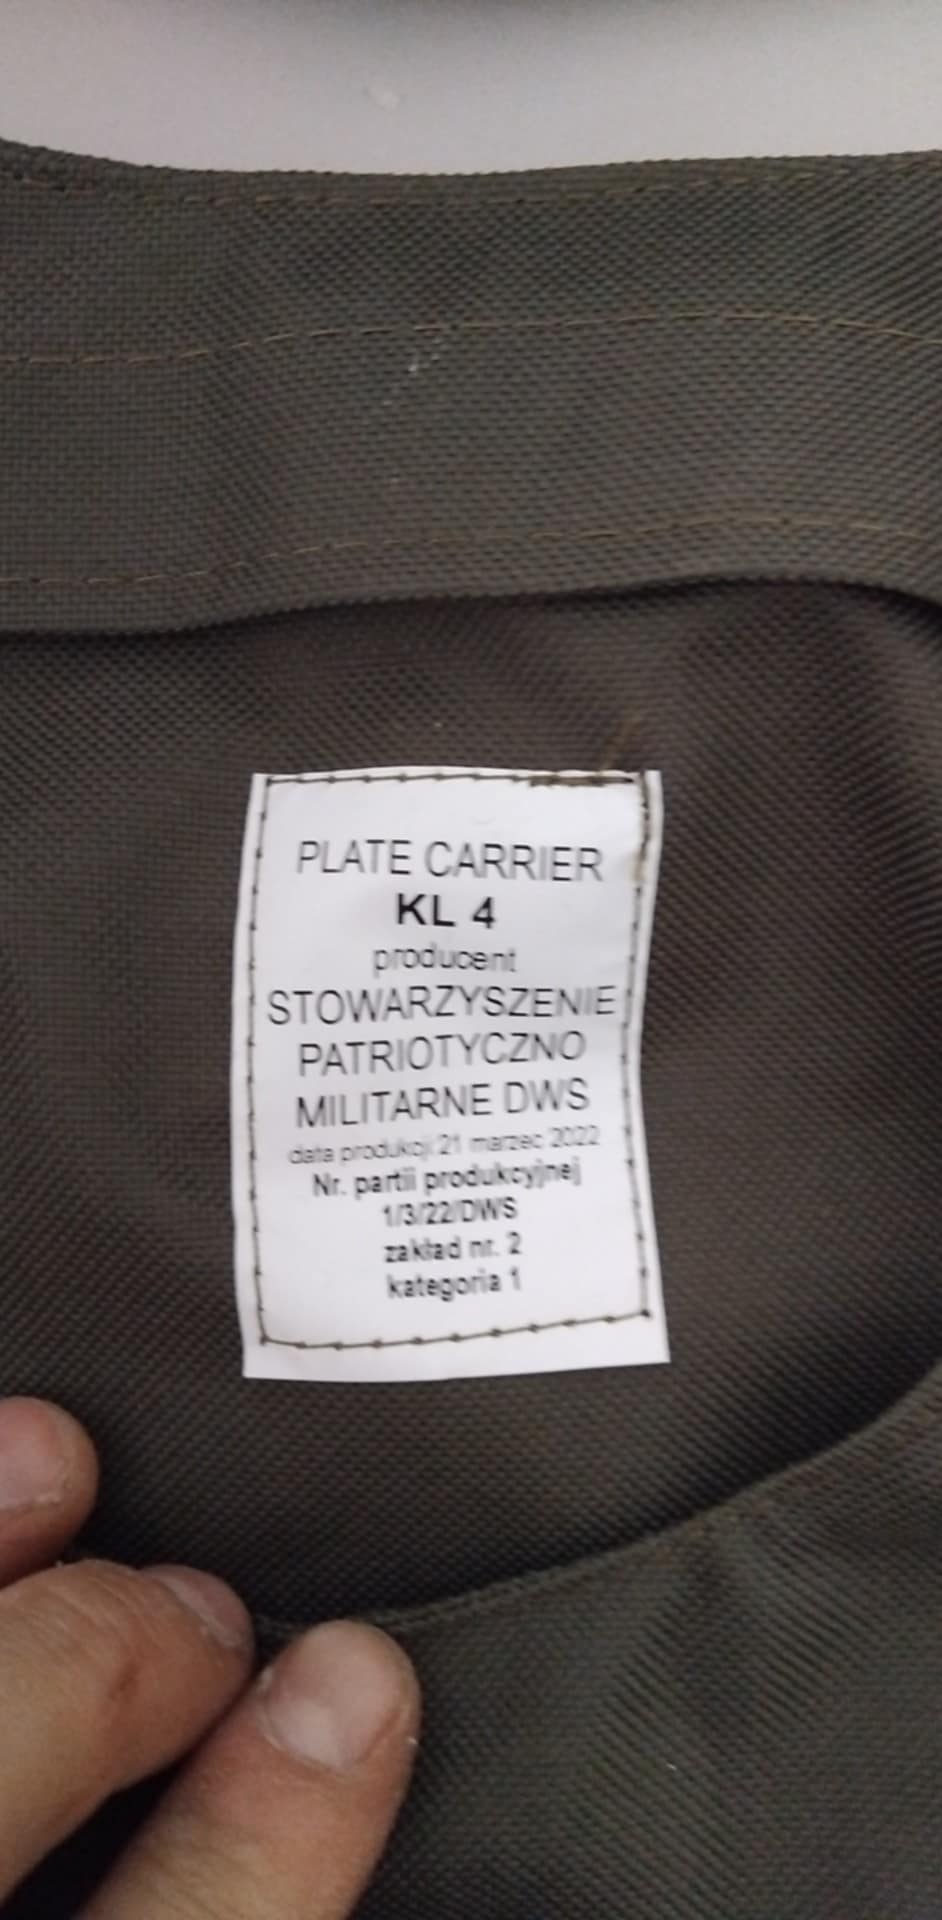 PLATE CARRIER
KL 4
producent
STOWARZYSZENIE
PATRIOTYCZNO
MILITARNE DWS
data produkcji 21 marzec 2022
Nr. partii produkcyjnej
1/3/22/DWS
zakład nr. 2
kategoria 1